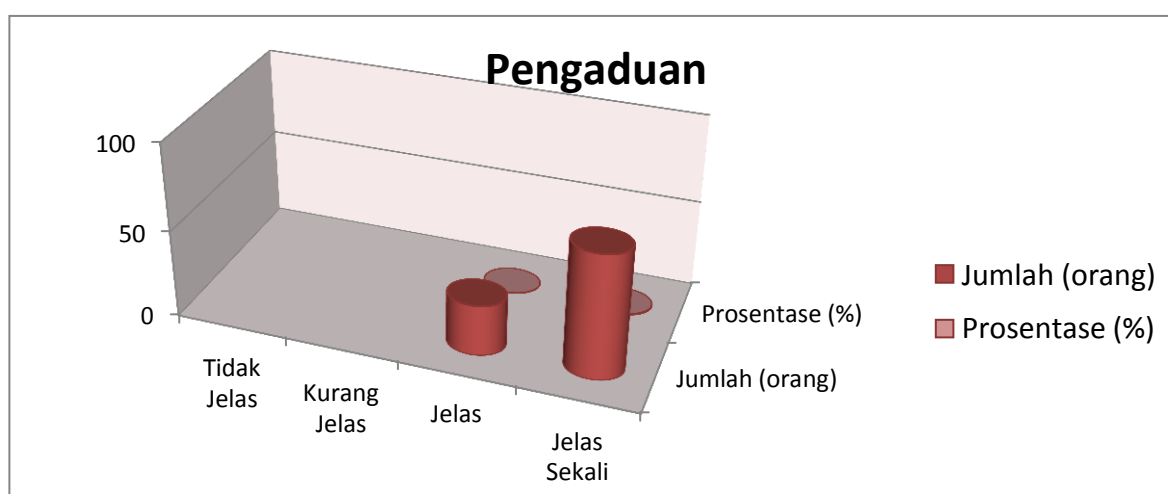 Pengaduan
100
50
0
Tidak
Jelas
Kurang
Jelas
Jelas
Jelas
Sekali
Prosentase (%)
Jumlah (orang)
Jumlah (orang)
Prosentase (%)